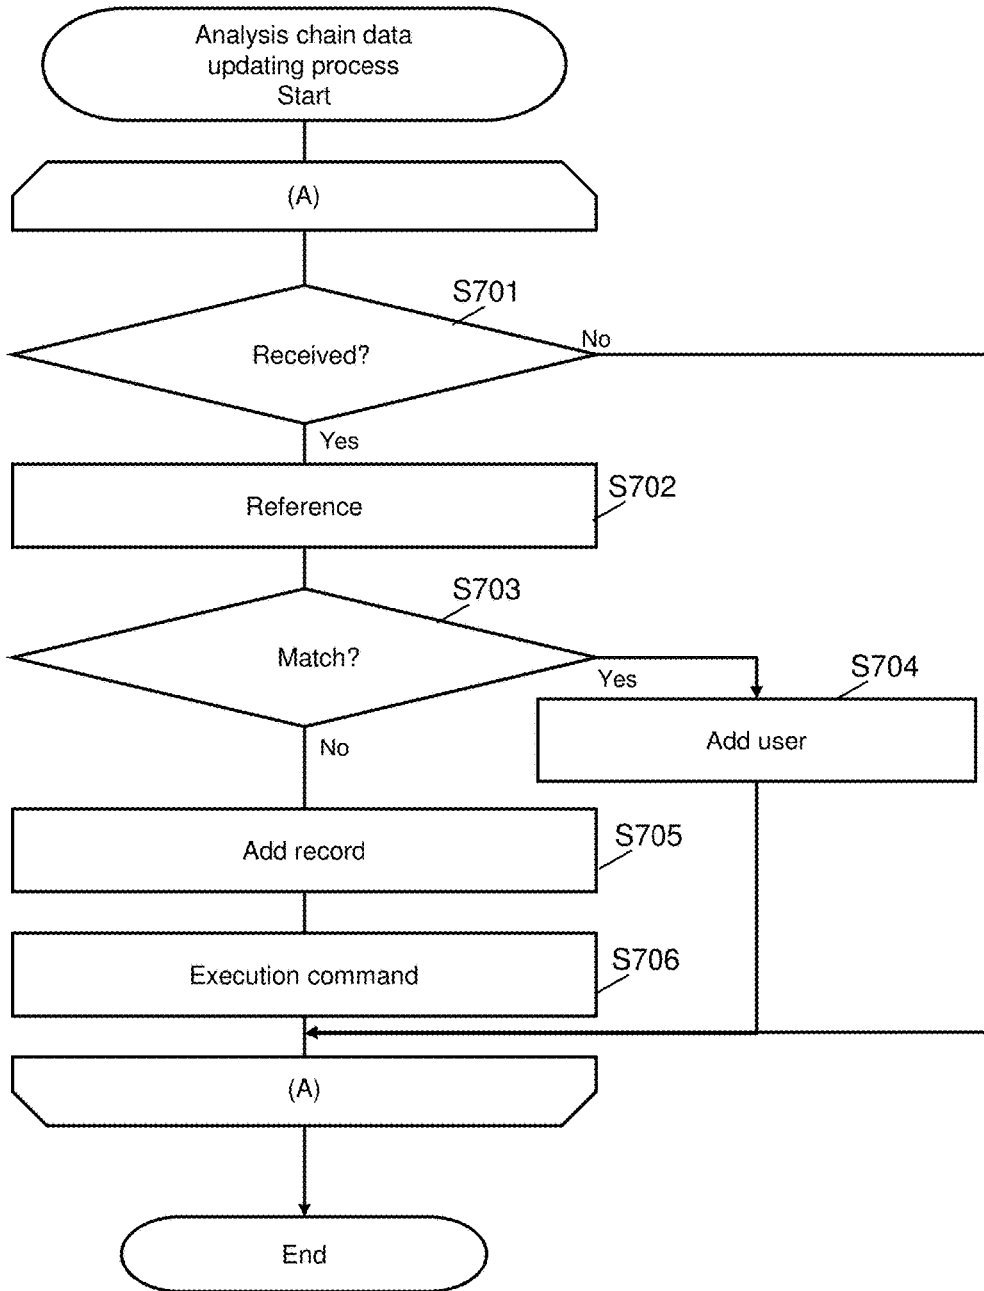 Analysis chain data
updating process
Start
(A)
S701
Received?
No
Yes
S702
Reference
S703
Match?
Yes
S704
Add user
No
S705
Add record
S706
Execution command
(A)
End